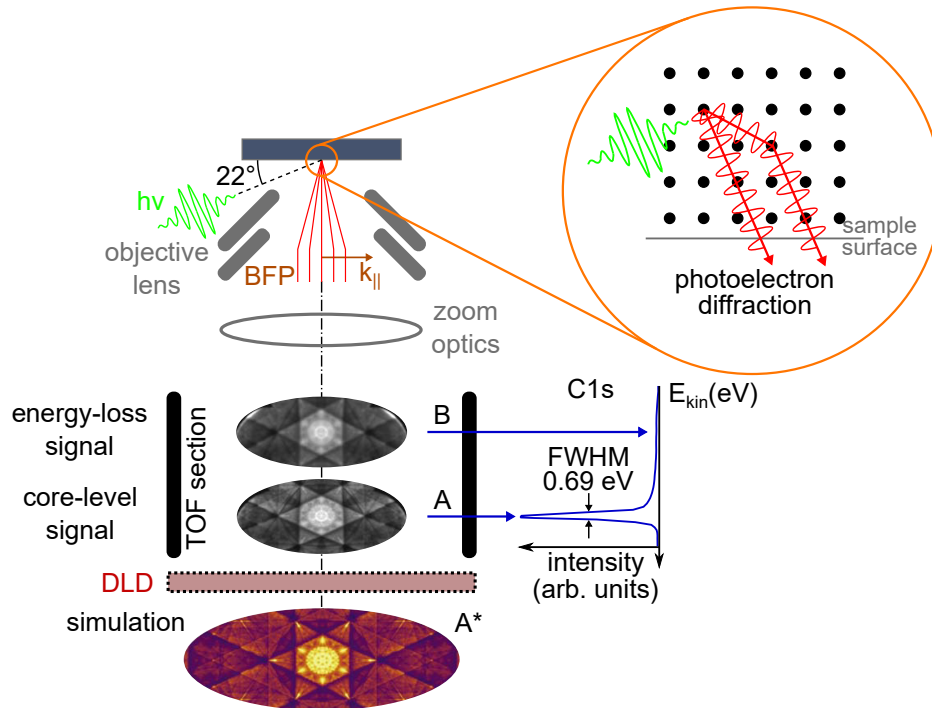 22°
hν
objective
lens
BFP
k||
zoom
optics
sample
surface
photoelectron
diffraction
energy-loss
signal
core-level
signal
TOF section
B
A
C1s
E_kin(eV)
FWHM
0.69 eV
intensity
(arb. units)
DLD
simulation
A*